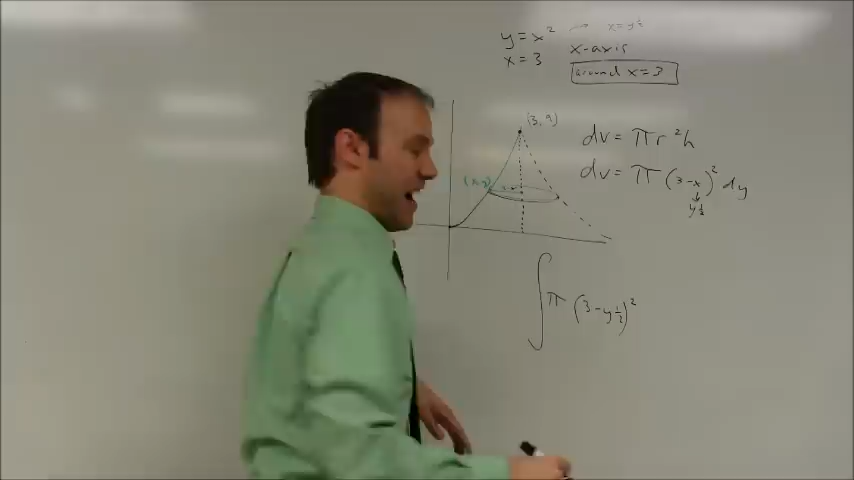 y = x² → x = y^½
x = 3 x-axis
around x = 3
(3, 9)
dv = πr²h
dv = π(3-x)² dy
y^½
(x,y)
∫ π (3 - y^½)²